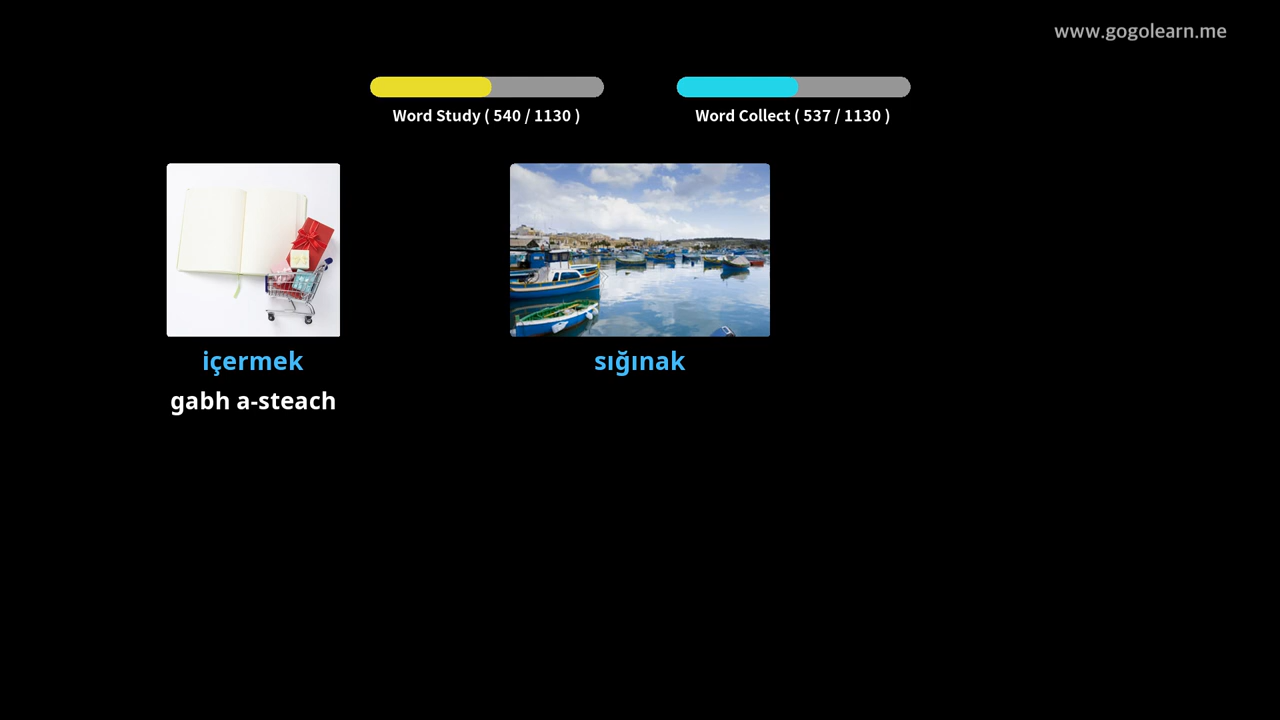 www.gogolearn.me
Word Study ( 540 / 1130 )
Word Collect ( 537 / 1130 )
içermek
gabh a-steach
sığınak